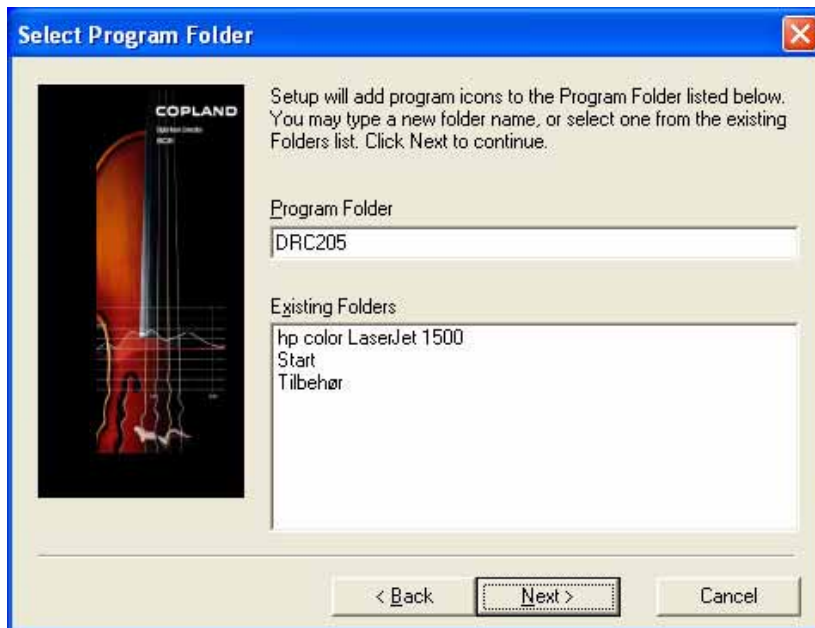 Select Program Folder
COPLAND
Setup will add program icons to the Program Folder listed below.
You may type a new folder name, or select one from the existing
Folders list. Click Next to continue.
Program Folder
DRC205
Existing Folders
hp color LaserJet 1500
Start
Tilbehør
< Back
Next >
Cancel